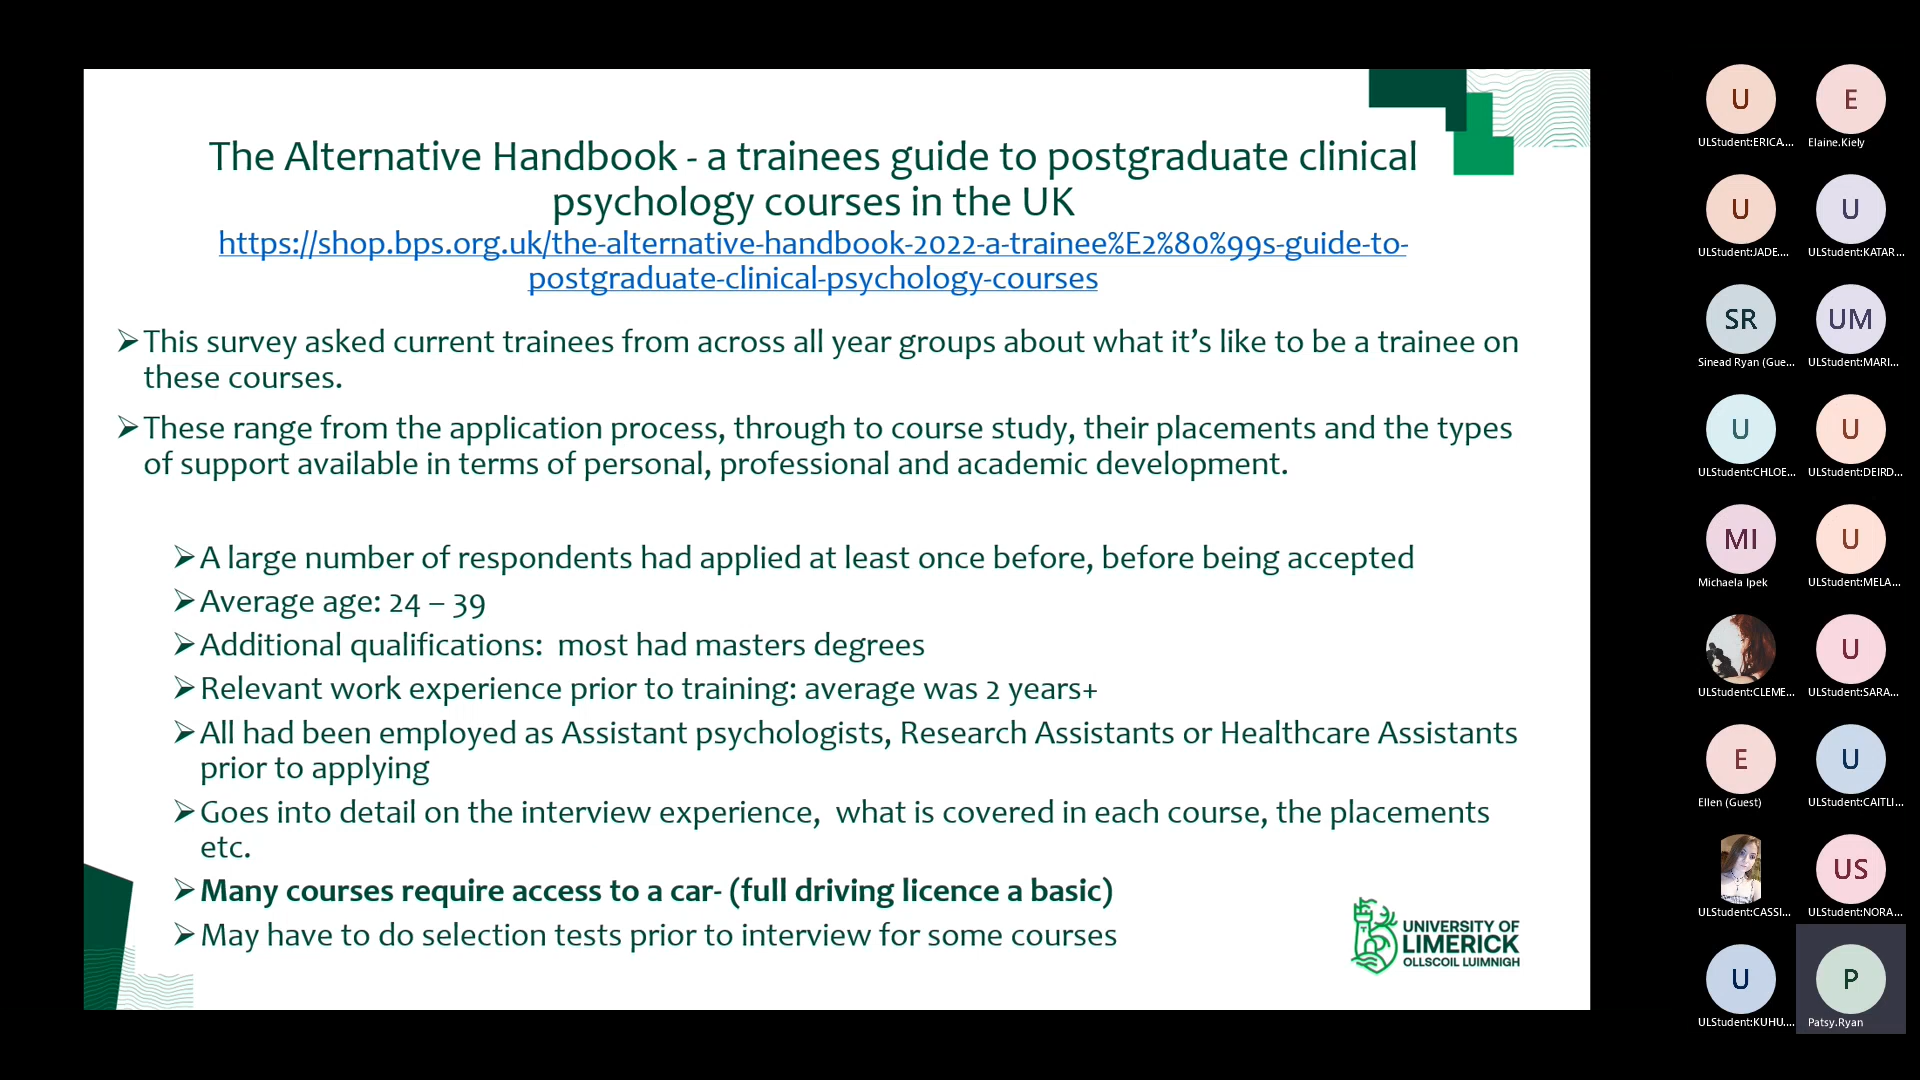 The Alternative Handbook - a trainees guide to postgraduate clinical
psychology courses in the UK
https://shop.bps.org.uk/the-alternative-handbook-2022-a-trainee%E2%80%99s-guide-to-
postgraduate-clinical-psychology-courses
➢This survey asked current trainees from across all year groups about what it’s like to be a trainee on
these courses.
➢These range from the application process, through to course study, their placements and the types
of support available in terms of personal, professional and academic development.
➢A large number of respondents had applied at least once before, before being accepted
➢Average age: 24 – 39
➢Additional qualifications:  most had masters degrees
➢Relevant work experience prior to training: average was 2 years+
➢All had been employed as Assistant psychologists, Research Assistants or Healthcare Assistants
prior to applying
➢Goes into detail on the interview experience,  what is covered in each course, the placements
etc.
➢Many courses require access to a car- (full driving licence a basic)
➢May have to do selection tests prior to interview for some courses
UNIVERSITY OF
LIMERICK
OLLSCOIL LUIMNIGH
U
ULStudent:ERICA...
E
Elaine.Kiely
U
ULStudent:JADE....
U
ULStudent:KATAR...
SR
Sinead Ryan (Gue...
UM
ULStudent:MARI...
U
ULStudent:CHLOE...
U
ULStudent:DEIRD...
MI
Michaela Ipek
U
ULStudent:MELA...
ULStudent:CLEME...
U
ULStudent:SARA...
E
Ellen (Guest)
U
ULStudent:CAITLI...
ULStudent:CASSI...
US
ULStudent:NORA...
U
ULStudent:KUHU....
P
Patsy.Ryan